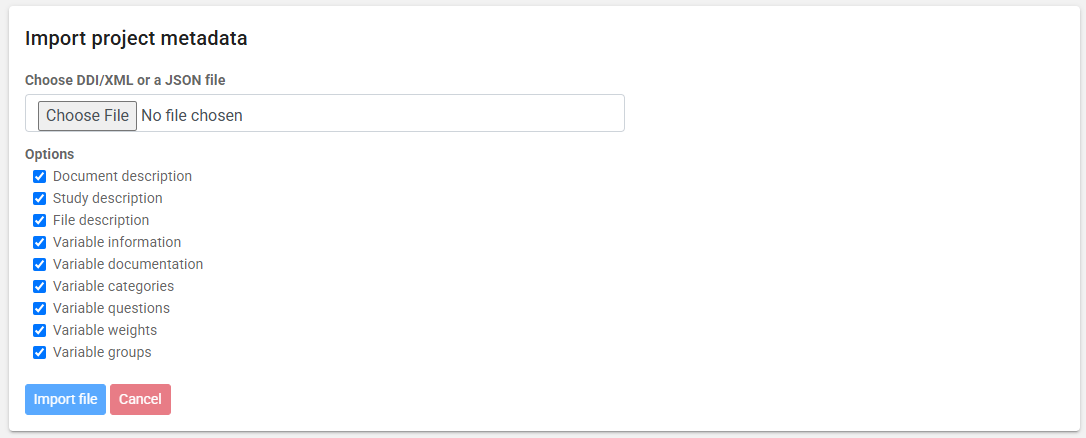 Import project metadata
Choose DDI/XML or a JSON file
Choose File No file chosen
Options
Document description
Study description
File description
Variable information
Variable documentation
Variable categories
Variable questions
Variable weights
Variable groups
Import file Cancel